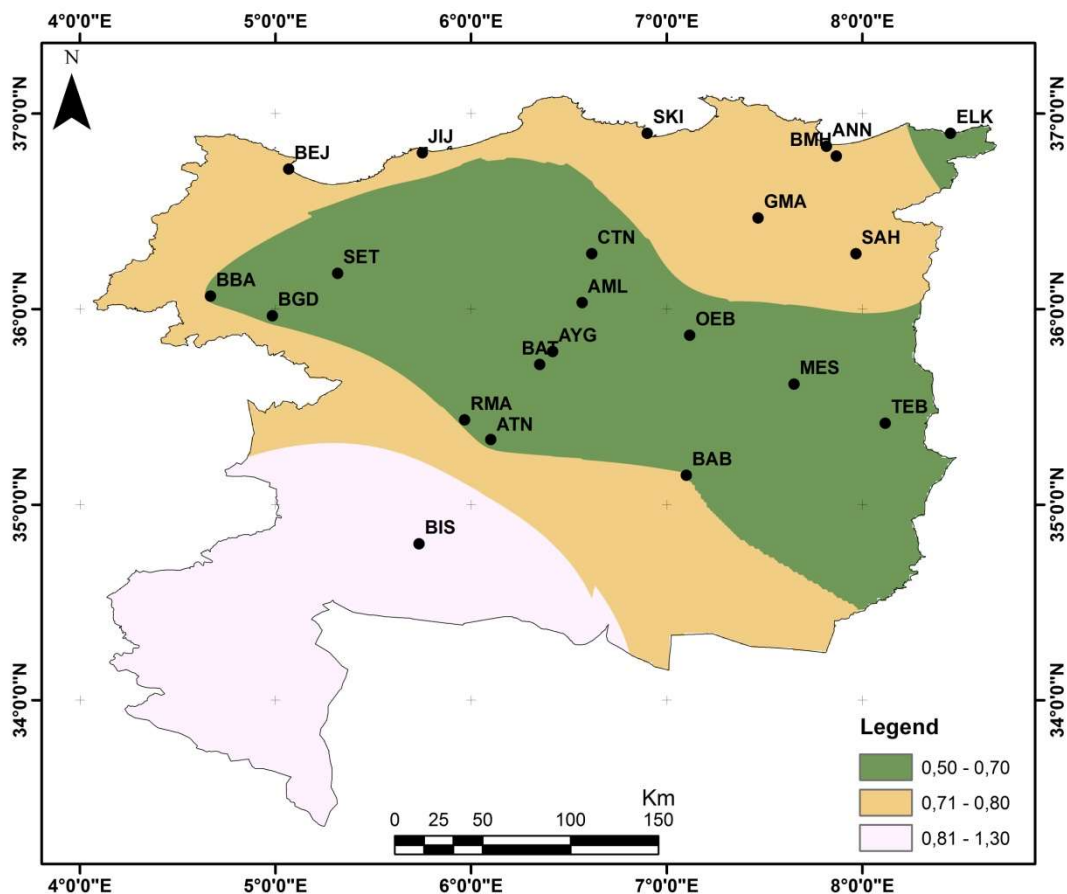 4°0'0"E 5°0'0"E 6°0'0"E 7°0'0"E 8°0'0"E
N
37°0'0"N 37°0'0"N
SKI
ELK
ANN
BMH
JIJ
BEJ
GMA
SAH
CTN
SET
BBA
AML
BGD
36°0'0"N 36°0'0"N
OEB
AYG
BAT
MES
RMA
TEB
ATN
BAB
35°0'0"N 35°0'0"N
BIS
34°0'0"N 34°0'0"N
Legend
0,50 - 0,70
0,71 - 0,80
0,81 - 1,30
Km
0 25 50 100 150
4°0'0"E 5°0'0"E 6°0'0"E 7°0'0"E 8°0'0"E